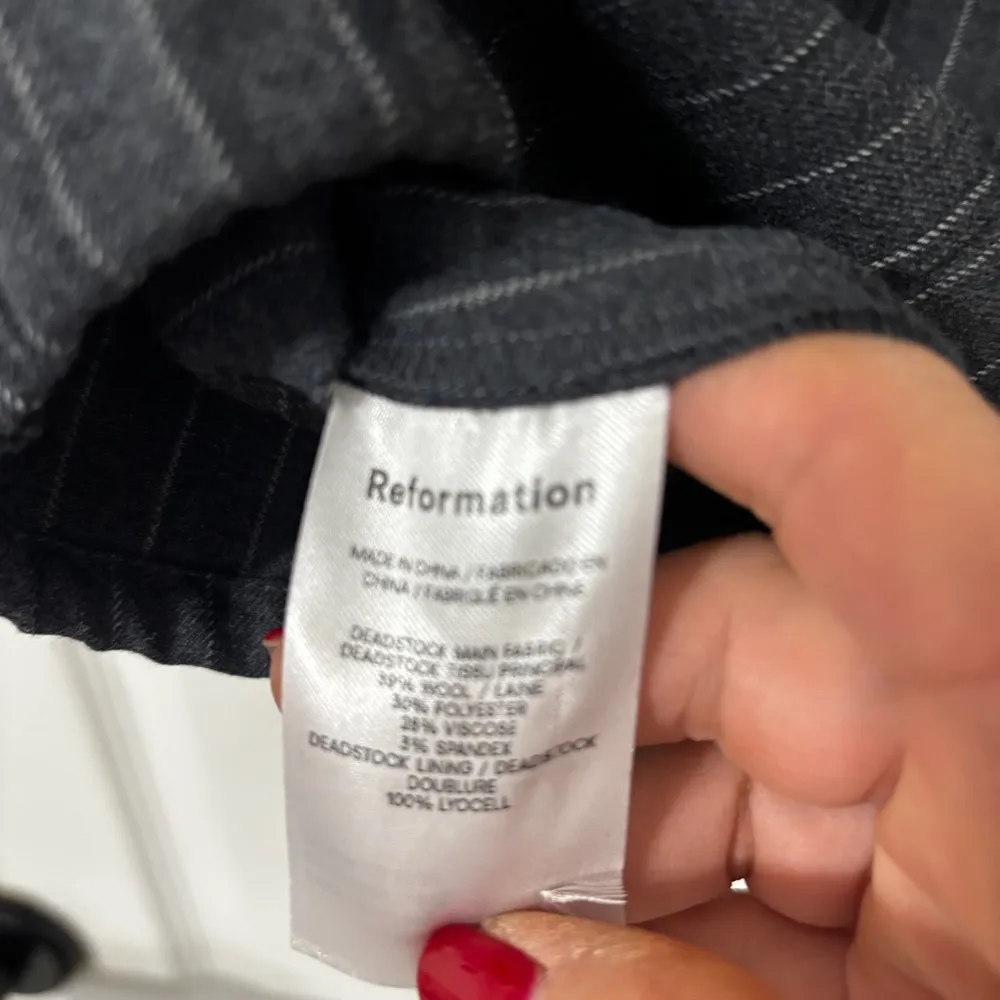 Reformation
MADE IN CHINA / FABRICADO EN
CHINA / FABRIQUÉ EN CHINE
DEADSTOCK MAIN FABRIC /
DEADSTOCK TISSU PRINCIPAL
39% WOOL / LAINE
30% POLYESTER
28% VISCOSE
3% SPANDEX
DEADSTOCK LINING / DEADSTOCK
DOUBLURE
100% LYOCELL